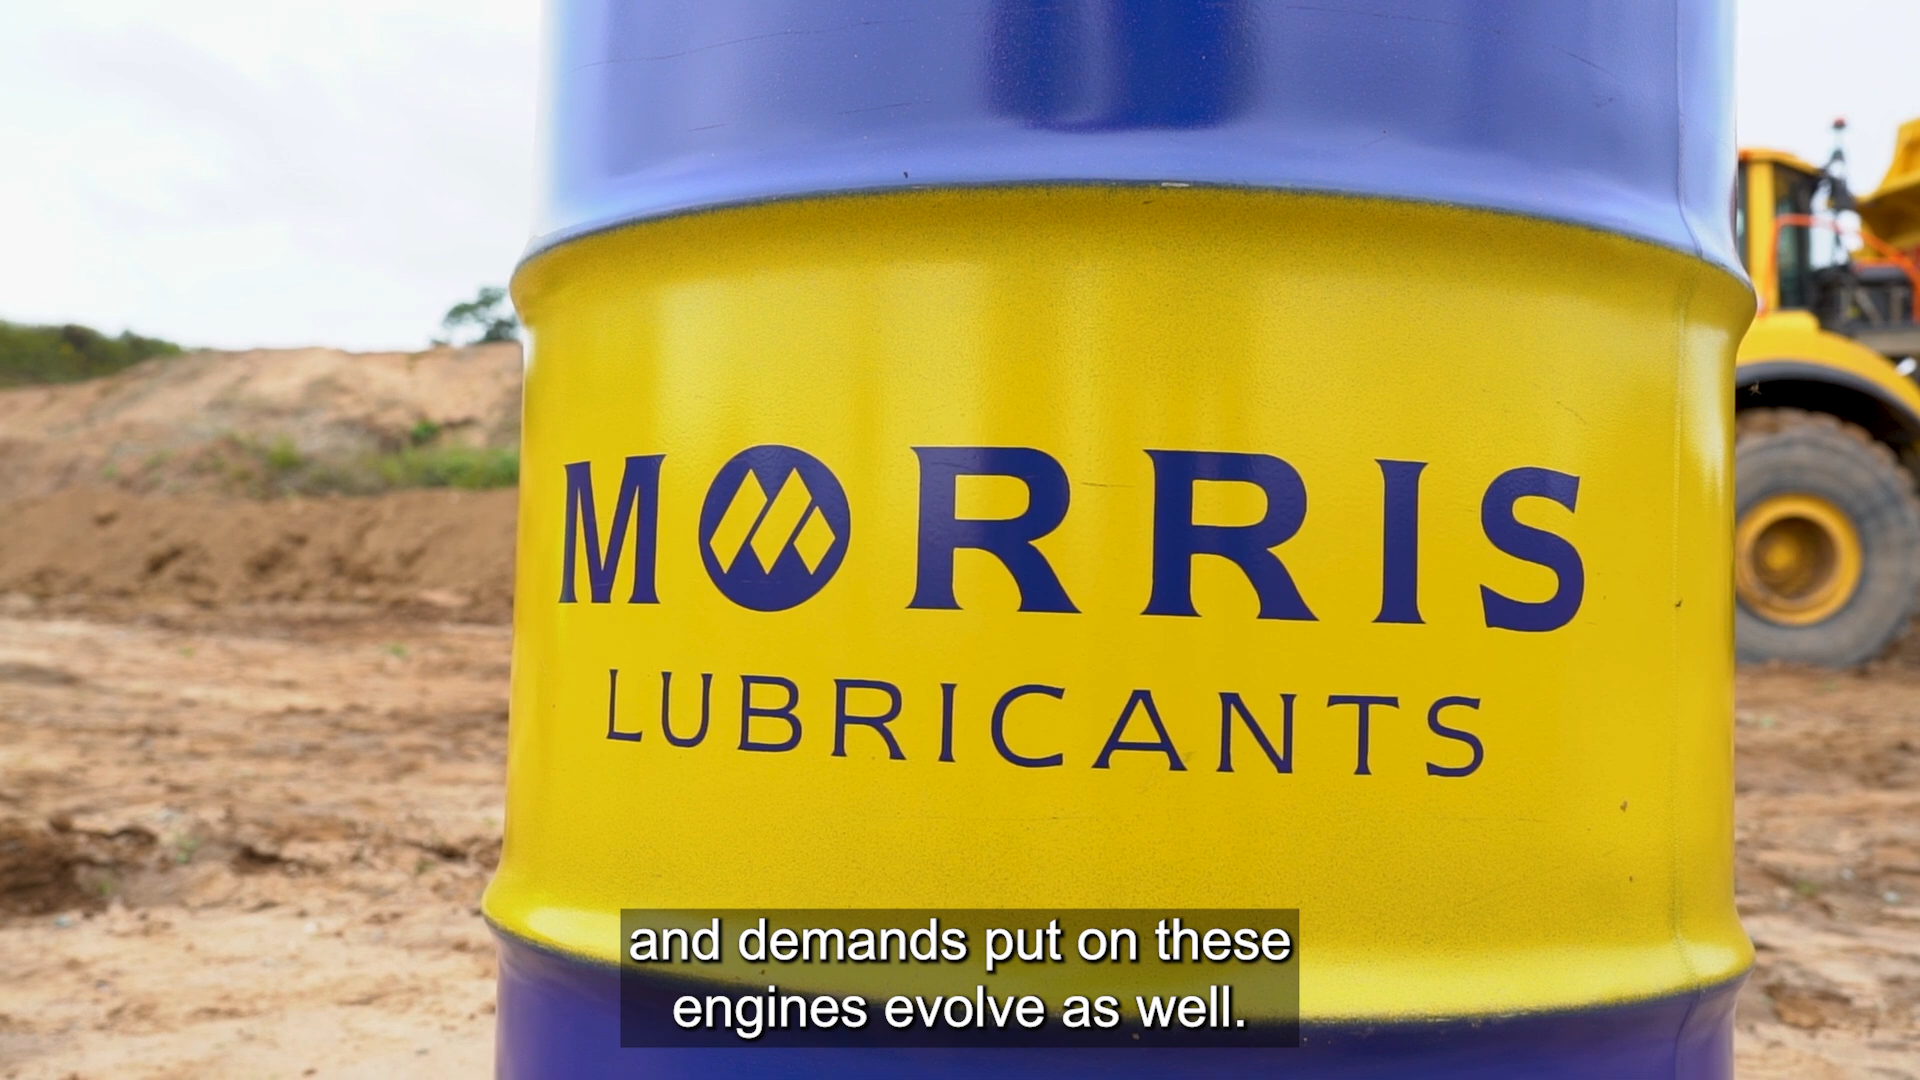 MORRIS
LUBRICANTS
and demands put on these
engines evolve as well.